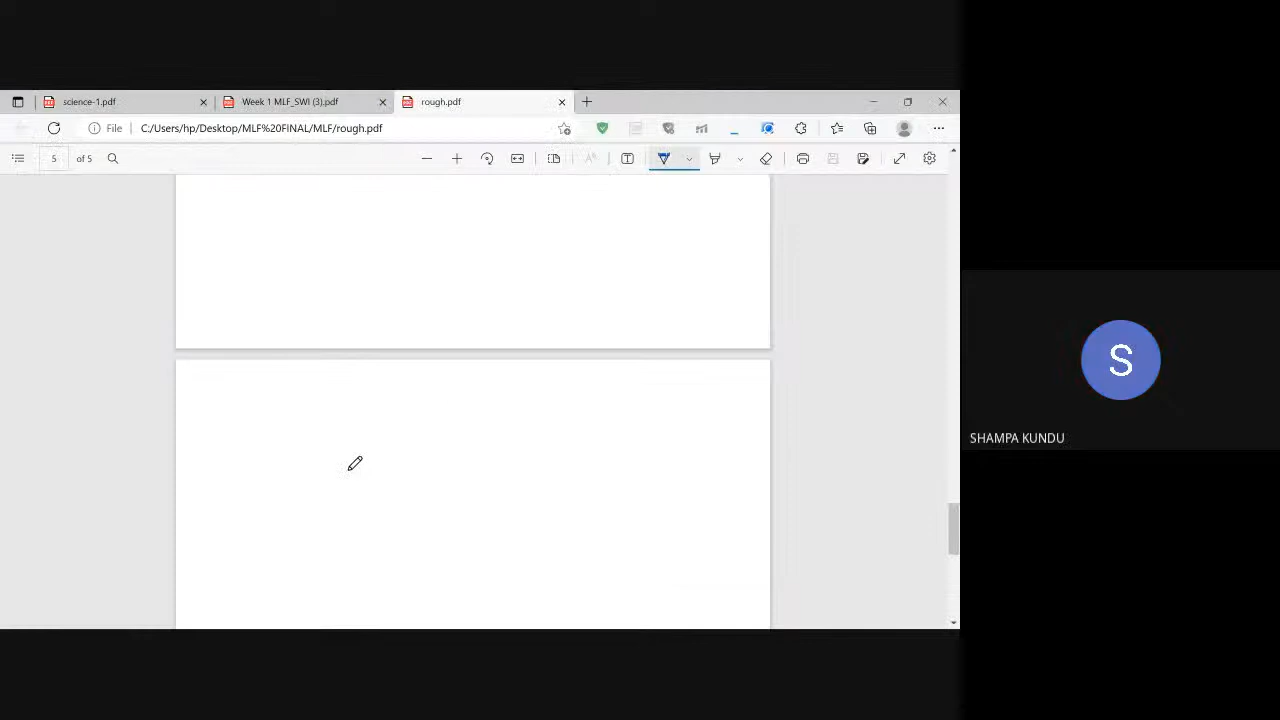 science-1.pdf
Week 1 MLF_SWI (3).pdf
rough.pdf
File
C:/Users/hp/Desktop/MLF%20FINAL/MLF/rough.pdf
5 of 5
S
SHAMPA KUNDU